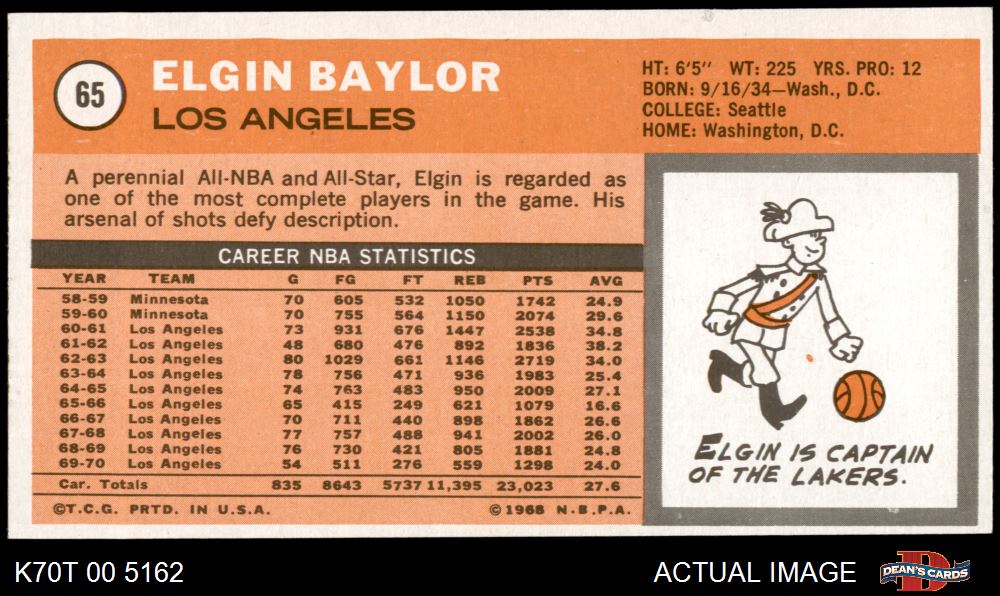 65
ELGIN BAYLOR
LOS ANGELES
HT: 6'5" WT: 225 YRS. PRO: 12
BORN: 9/16/34—Wash., D.C.
COLLEGE: Seattle
HOME: Washington, D.C.
A perennial All-NBA and All-Star, Elgin is regarded as
one of the most complete players in the game. His
arsenal of shots defy description.
CAREER NBA STATISTICS
YEAR TEAM G FG FT REB PTS AVG
58-59 Minnesota 70 605 532 1050 1742 24.9
59-60 Minnesota 70 755 564 1150 2074 29.6
60-61 Los Angeles 73 931 676 1447 2538 34.8
61-62 Los Angeles 48 680 476 892 1836 38.2
62-63 Los Angeles 80 1029 661 1146 2719 34.0
63-64 Los Angeles 78 756 471 936 1983 25.4
64-65 Los Angeles 74 763 483 950 2009 27.1
65-66 Los Angeles 65 415 249 621 1079 16.6
66-67 Los Angeles 70 711 440 898 1862 26.6
67-68 Los Angeles 77 757 488 941 2002 26.0
68-69 Los Angeles 76 730 421 805 1881 24.8
69-70 Los Angeles 54 511 276 559 1298 24.0
Car. Totals 835 8643 5737 11,395 23,023 27.6
©T.C.G. PRTD. IN U.S.A. ©1968 N.B.P.A.
ELGIN IS CAPTAIN
OF THE LAKERS.
K70T 00 5162
ACTUAL IMAGE
DEAN'S CARDS